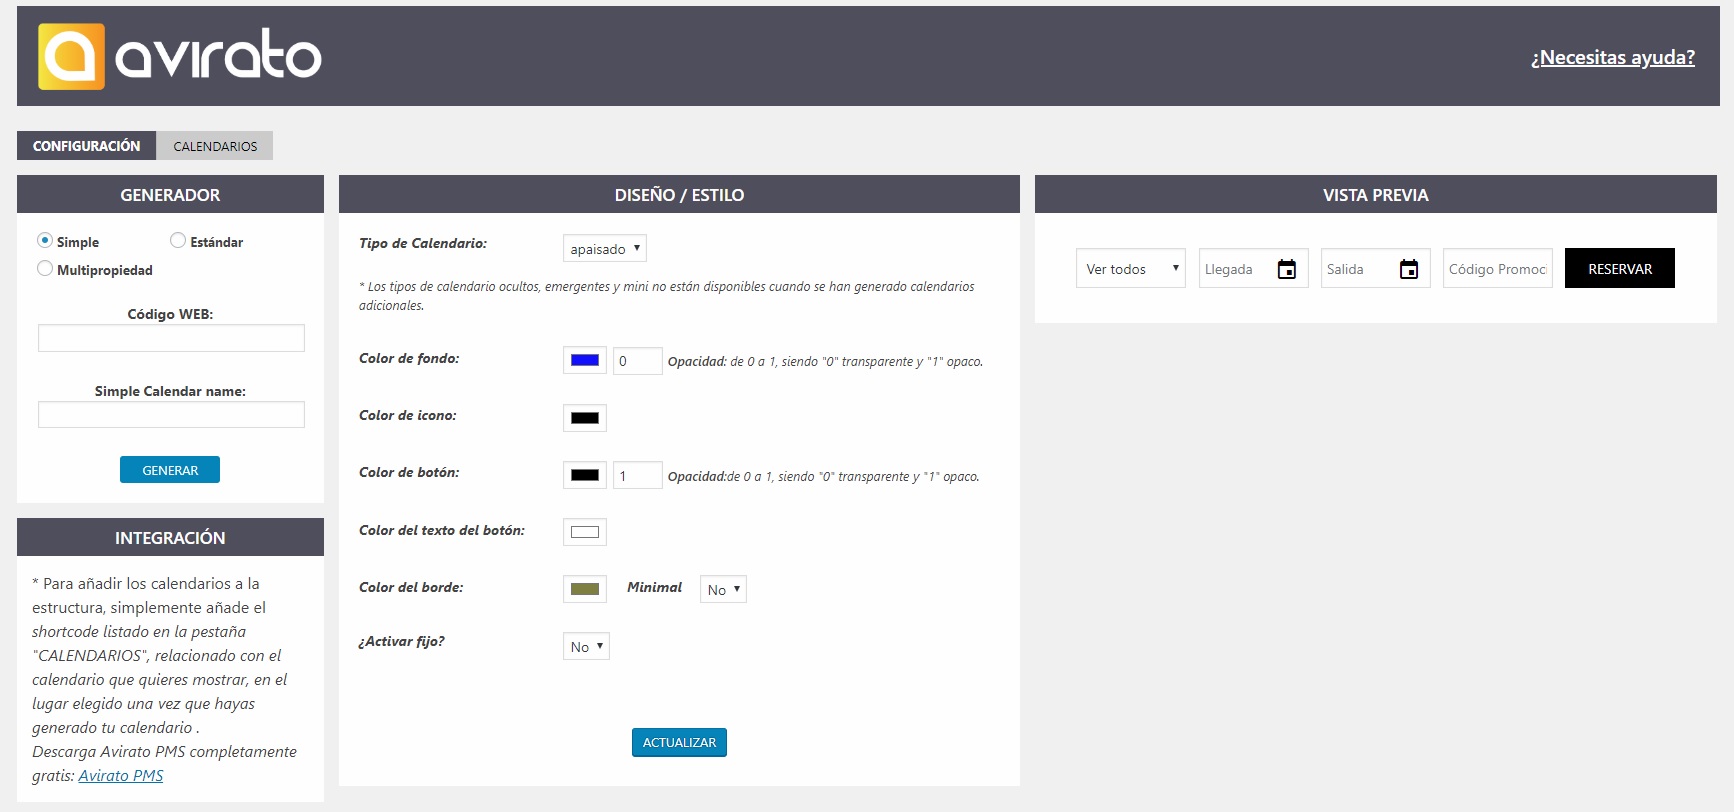 avirato
¿Necesitas ayuda?
CONFIGURACIÓN
CALENDARIOS
GENERADOR
Simple
Estándar
Multipropiedad
Código WEB:
Simple Calendar name:
GENERAR
INTEGRACIÓN
* Para añadir los calendarios a la
estructura, simplemente añade el
shortcode listado en la pestaña
"CALENDARIOS", relacionado con el
calendario que quieres mostrar, en el
lugar elegido una vez que hayas
generado tu calendario .
Descarga Avirato PMS completamente
gratis: Avirato PMS
DISEÑO / ESTILO
Tipo de Calendario:
apaisado
* Los tipos de calendario ocultos, emergentes y mini no están disponibles cuando se han generado calendarios
adicionales.
Color de fondo:
0
Opacidad: de 0 a 1, siendo "0" transparente y "1" opaco.
Color de icono:
Color de botón:
1
Opacidad:de 0 a 1, siendo "0" transparente y "1" opaco.
Color del texto del botón:
Color del borde:
Minimal
No
¿Activar fijo?
No
ACTUALIZAR
VISTA PREVIA
Ver todos
Llegada
Salida
Código Promoci
RESERVAR